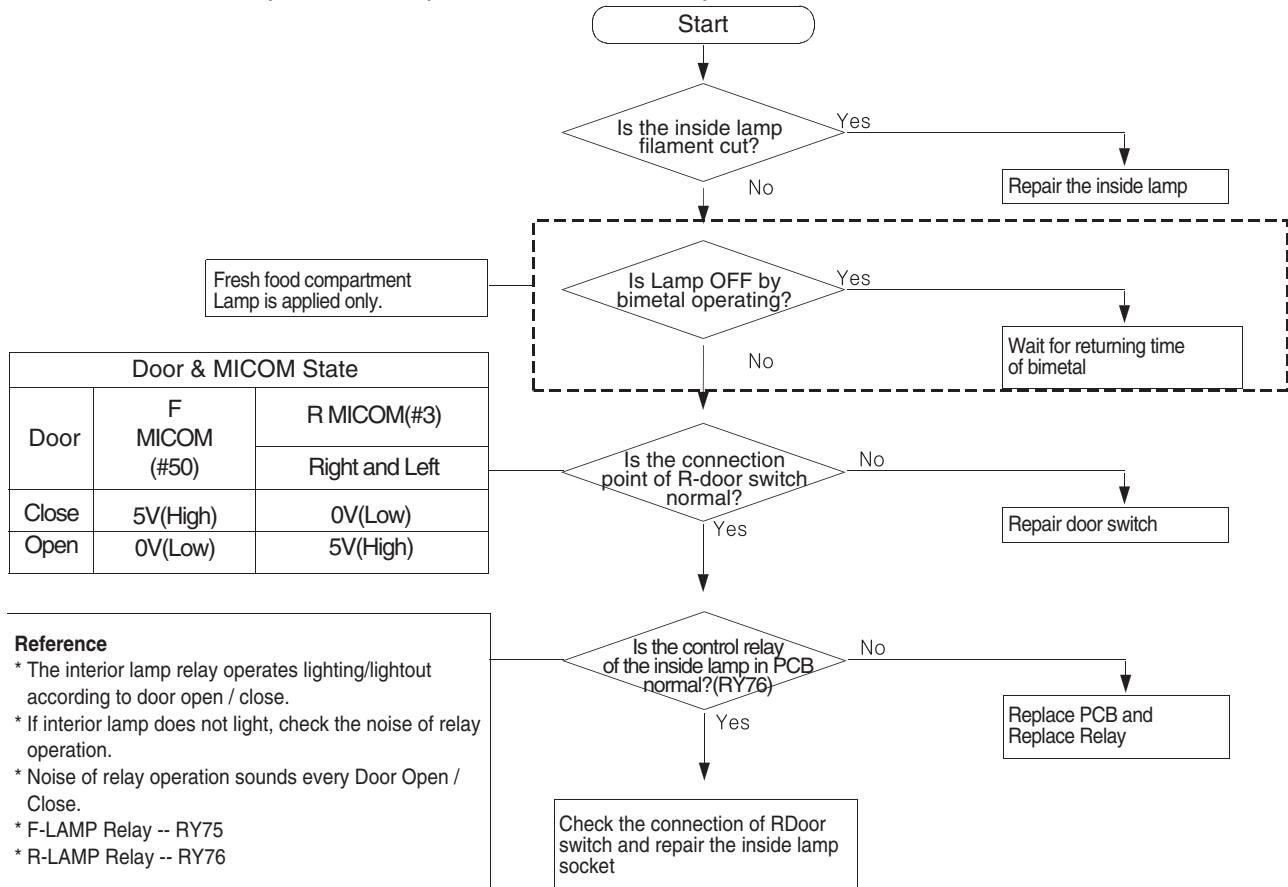 Start
Is the inside lamp
filament cut?
Yes
No
Repair the inside lamp
Fresh food compartment
Lamp is applied only.
Is Lamp OFF by
bimetal operating?
Yes
No
Wait for returning time
of bimetal
Door & MICOM State
Door
F
MICOM
(#50)
R MICOM(#3)
Right and Left
Close
5V(High)
0V(Low)
Open
0V(Low)
5V(High)
Is the connection
point of R-door switch
normal?
No
Yes
Repair door switch
Reference
* The interior lamp relay operates lighting/lightout
according to door open / close.
* If interior lamp does not light, check the noise of relay
operation.
* Noise of relay operation sounds every Door Open /
Close.
* F-LAMP Relay -- RY75
* R-LAMP Relay -- RY76
Is the control relay
of the inside lamp in PCB
normal?(RY76)
No
Yes
Replace PCB and
Replace Relay
Check the connection of RDoor
switch and repair the inside lamp
socket